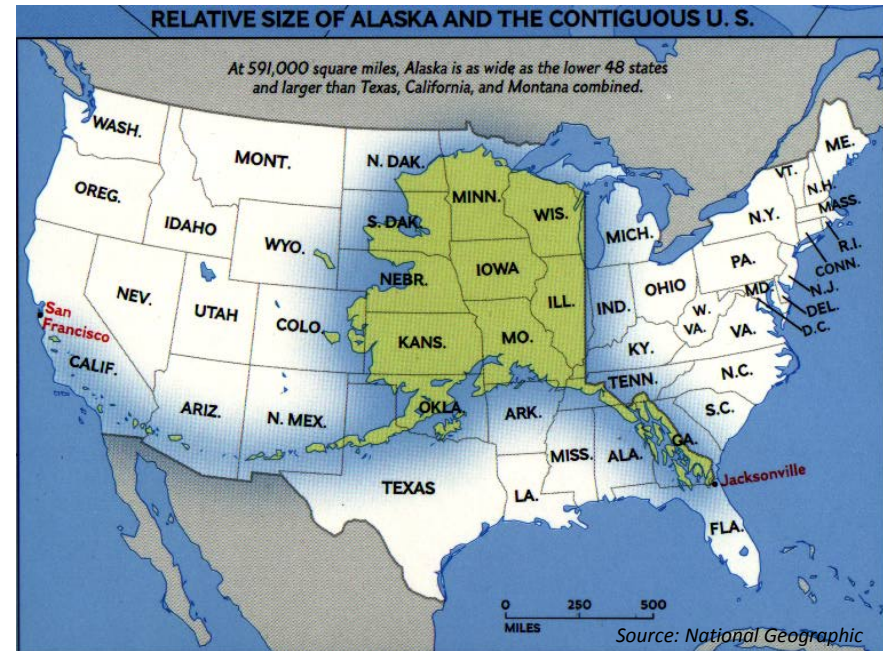 RELATIVE SIZE OF ALASKA AND THE CONTIGUOUS U. S.
At 591,000 square miles, Alaska is as wide as the lower 48 states
and larger than Texas, California, and Montana combined.
WASH.
MONT.
N. DAK.
MINN.
ME.
VT.
N.H.
OREG.
IDAHO
S. DAK.
WIS.
MICH.
N.Y.
MASS.
WYO.
R.I.
CONN.
NEBR.
IOWA
PA.
N.J.
NEV.
UTAH
COLO.
ILL.
IND.
OHIO
MD.
DEL.
D.C.
San
Francisco
W.
VA.
VA.
CALIF.
KANS.
MO.
KY.
N.C.
TENN.
ARIZ.
N. MEX.
OKLA.
ARK.
S.C.
MISS.
ALA.
GA.
TEXAS
LA.
Jacksonville
FLA.
0 250 500
MILES
Source: National Geographic